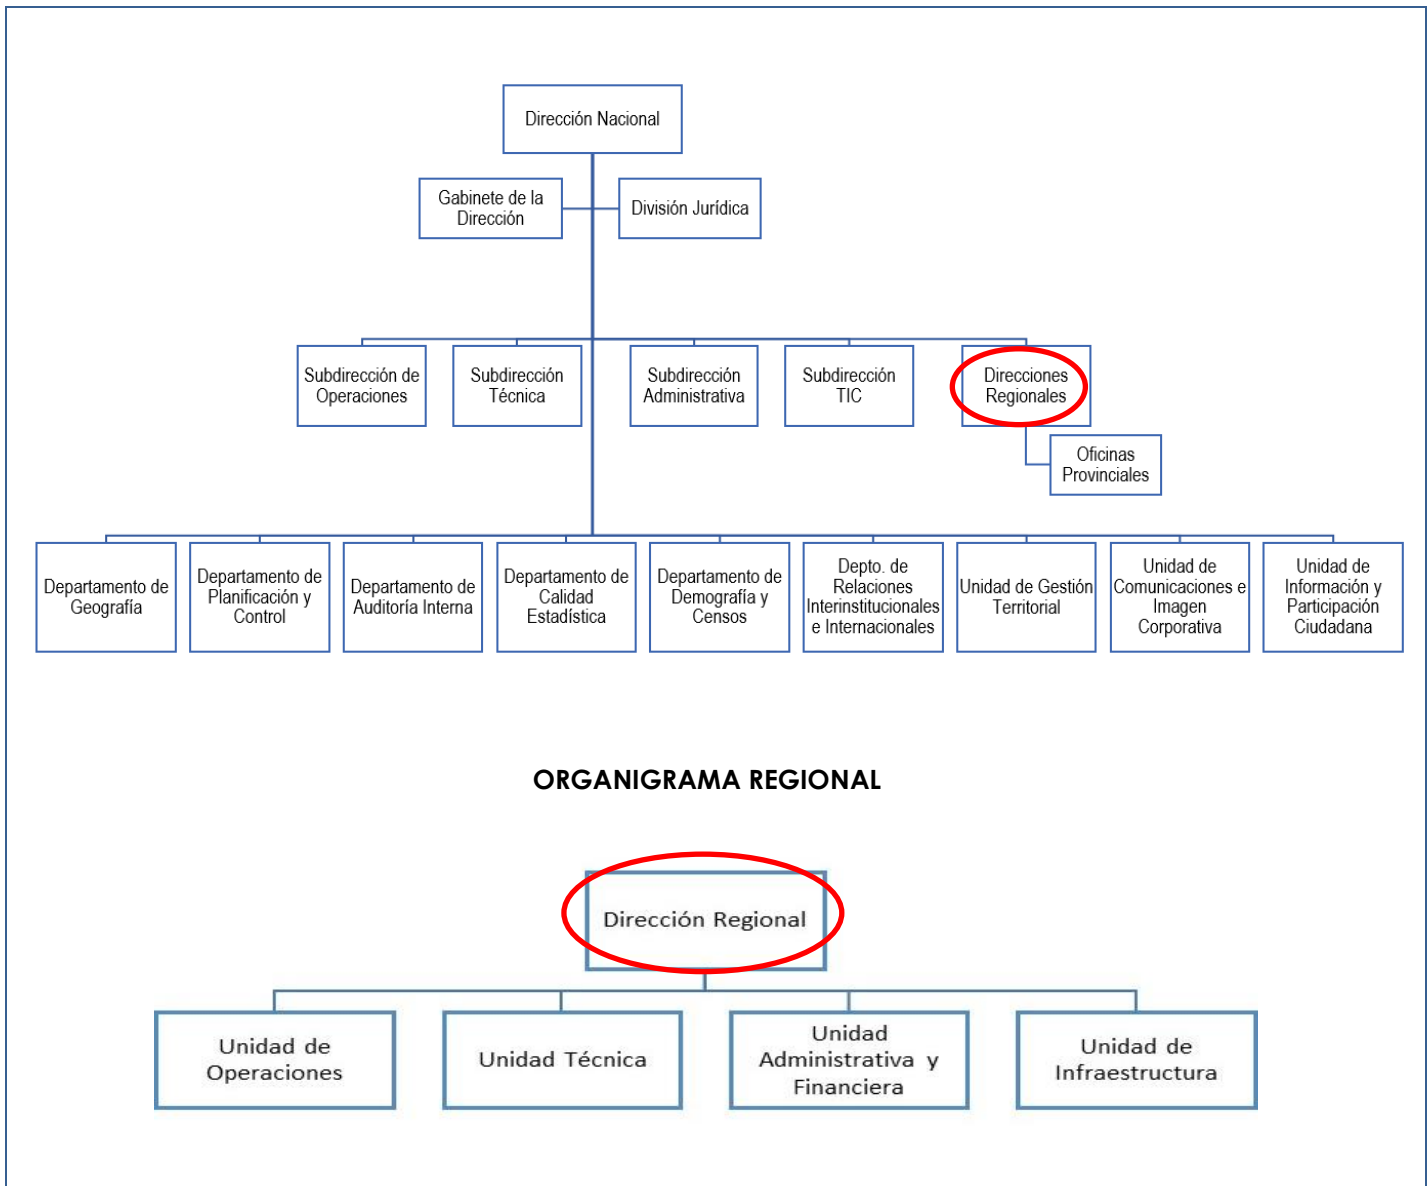 Dirección Nacional
Gabinete de la
Dirección
División Jurídica
Subdirección de
Operaciones
Subdirección
Técnica
Subdirección
Administrativa
Subdirección
TIC
Direcciones
Regionales
Oficinas
Provinciales
Departamento de
Geografía
Departamento de
Planificación y
Control
Departamento de
Auditoría Interna
Departamento de
Calidad
Estadística
Departamento de
Demografía y
Censos
Depto. de
Relaciones
Interinstitucionales
e Internacionales
Unidad de Gestión
Territorial
Unidad de
Comunicaciones e
Imagen
Corporativa
Unidad de
Información y
Participación
Ciudadana
ORGANIGRAMA REGIONAL
Dirección Regional
Unidad de
Operaciones
Unidad Técnica
Unidad
Administrativa y
Financiera
Unidad de
Infraestructura